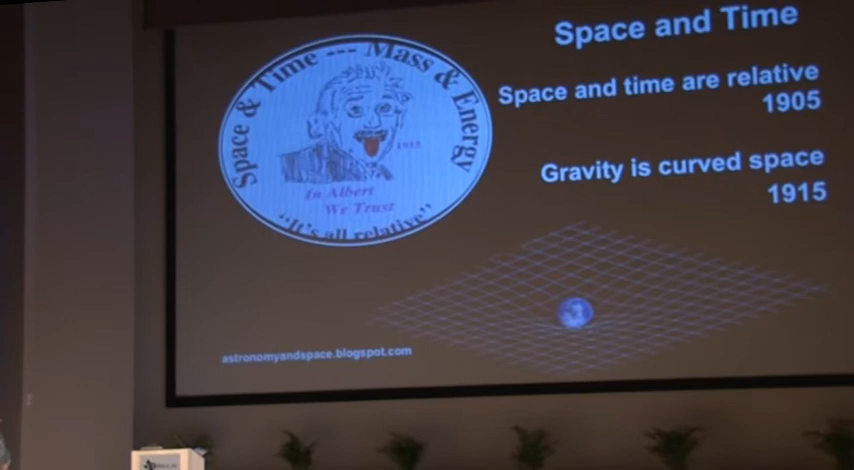 Space and Time
Space & Time --- Mass & Energy
1915
In Albert
We Trust
“It's all relative”
Space and time are relative
1905
Gravity is curved space
1915
astronomyandspace.blogspot.com